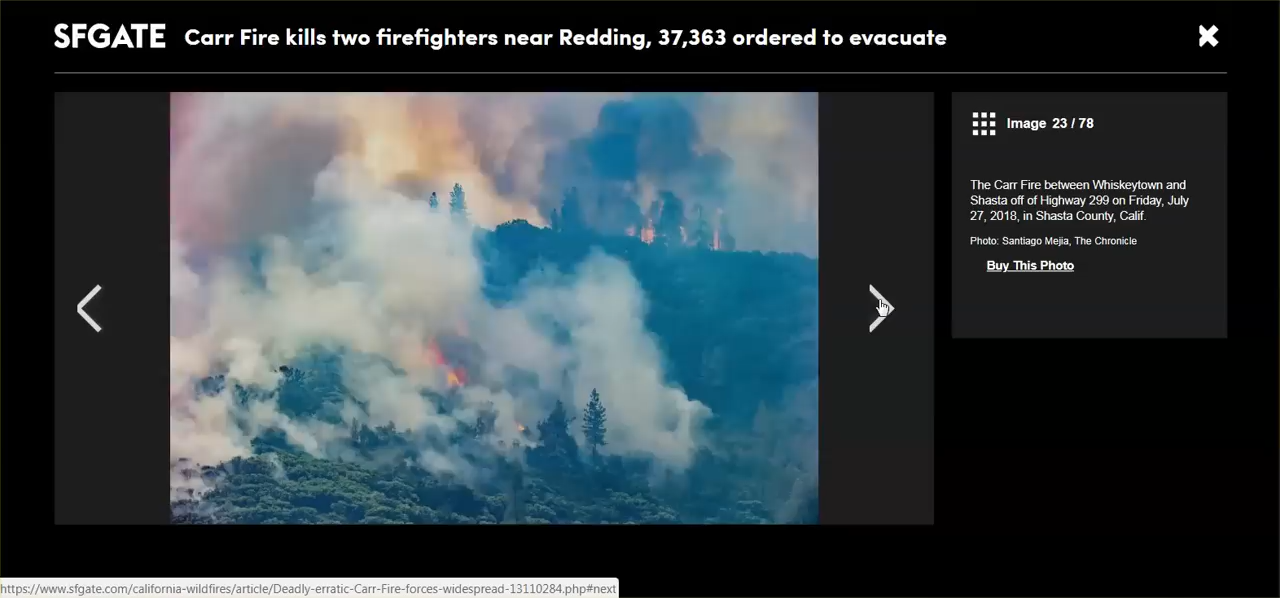 SFGATE Carr Fire kills two firefighters near Redding, 37,363 ordered to evacuate
Image 23 / 78
The Carr Fire between Whiskeytown and
Shasta off of Highway 299 on Friday, July
27, 2018, in Shasta County, Calif.
Photo: Santiago Mejia, The Chronicle
Buy This Photo
https://www.sfgate.com/california-wildfires/article/Deadly-erratic-Carr-Fire-forces-widespread-13110284.php#next